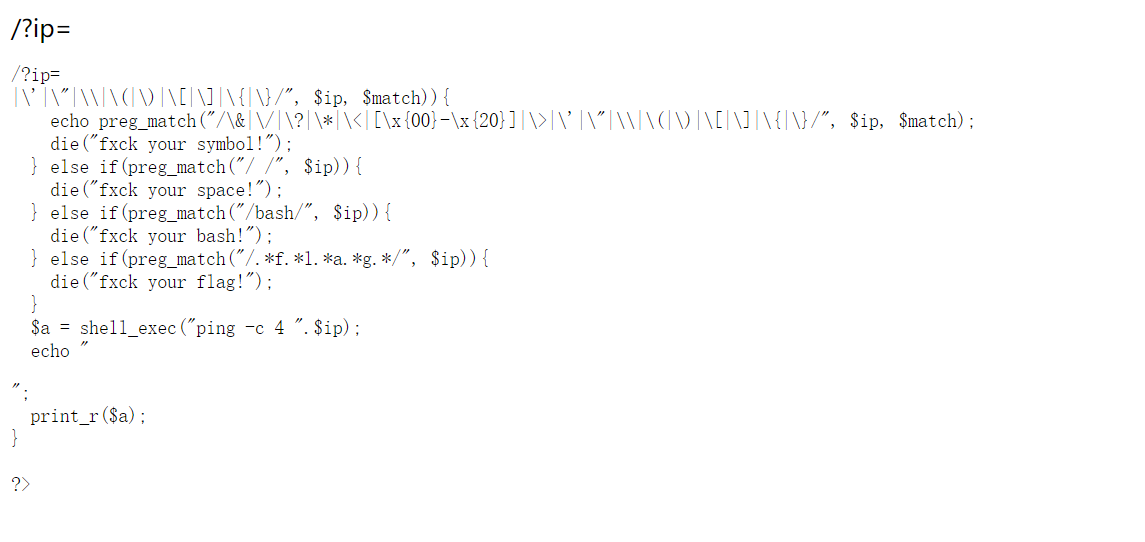 /?ip=
/?ip=
|\'|\"|\\|\(|\)|\[|\]|\{|\}/", $ip, $match)){
echo preg_match("/\&|\/|\?|\*|\<|[\x{00}-\x{20}]|\>|\'|\"|\\|\(|\)|\[|\]|\{|\}/", $ip, $match);
die("fxck your symbol!");
} else if(preg_match("/ /", $ip)){
die("fxck your space!");
} else if(preg_match("/bash/", $ip)){
die("fxck your bash!");
} else if(preg_match("/.*f.*l.*a.*g.*/", $ip)){
die("fxck your flag!");
}
$a = shell_exec("ping -c 4 ".$ip);
echo "
";
print_r($a);
}
?>